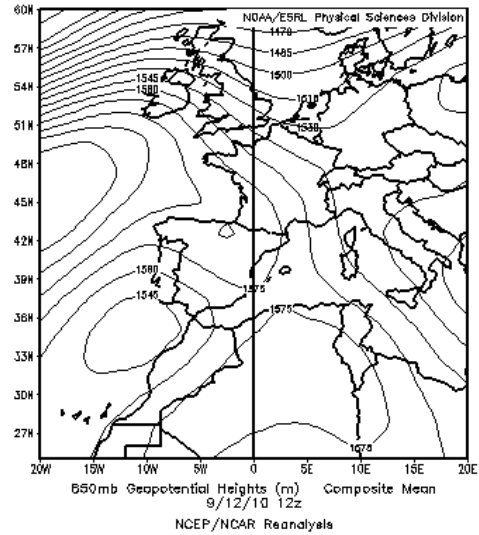 60N
NOAA/ESRL Physical Sciences Division
57N
1470
1485
1500
54N
1545
1560
1515
1530
51N
48N
45N
42N
1560
1575
39N
1545
1575
36N
33N
30N
27N
1575
20W 15W 10W 5W 0 5E 10E 15E 20E
850mb Geopotential Heights (m) Composite Mean
9/12/10 12z
NCEP/NCAR Reanalysis